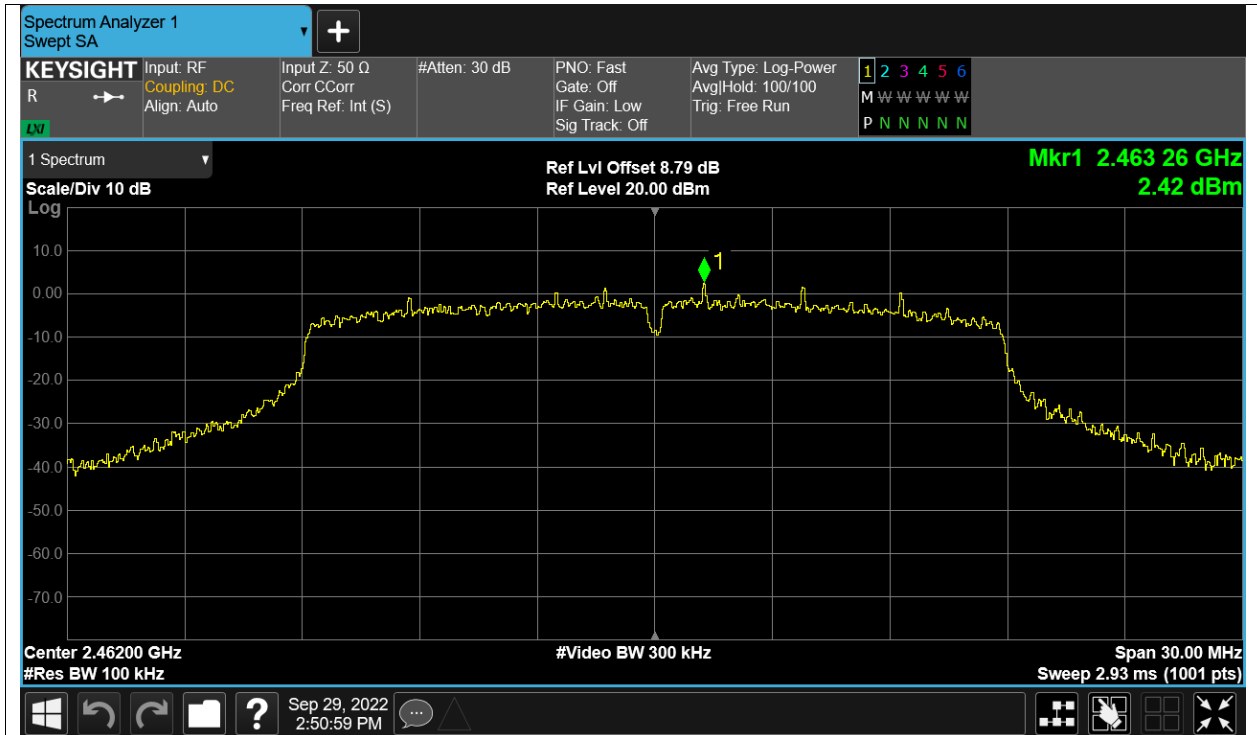 Spectrum Analyzer 1
Swept SA
KEYSIGHT
R
LXI
Input: RF
Coupling: DC
Align: Auto
Input Z: 50 Ω
Corr CCorr
Freq Ref: Int (S)
#Atten: 30 dB
PNO: Fast
Gate: Off
IF Gain: Low
Sig Track: Off
Avg Type: Log-Power
Avg|Hold: 100/100
Trig: Free Run
1 2 3 4 5 6
M W W W W W
P N N N N N N
1 Spectrum
Scale/Div 10 dB
Log
Ref Lvl Offset 8.79 dB
Ref Level 20.00 dBm
Mkr1 2.463 26 GHz
2.42 dBm
1
10.0
0.00
-10.0
-20.0
-30.0
-40.0
-50.0
-60.0
-70.0
Center 2.46200 GHz
#Video BW 300 kHz
Span 30.00 MHz
#Res BW 100 kHz
Sweep 2.93 ms (1001 pts)
?
Sep 29, 2022
2:50:59 PM